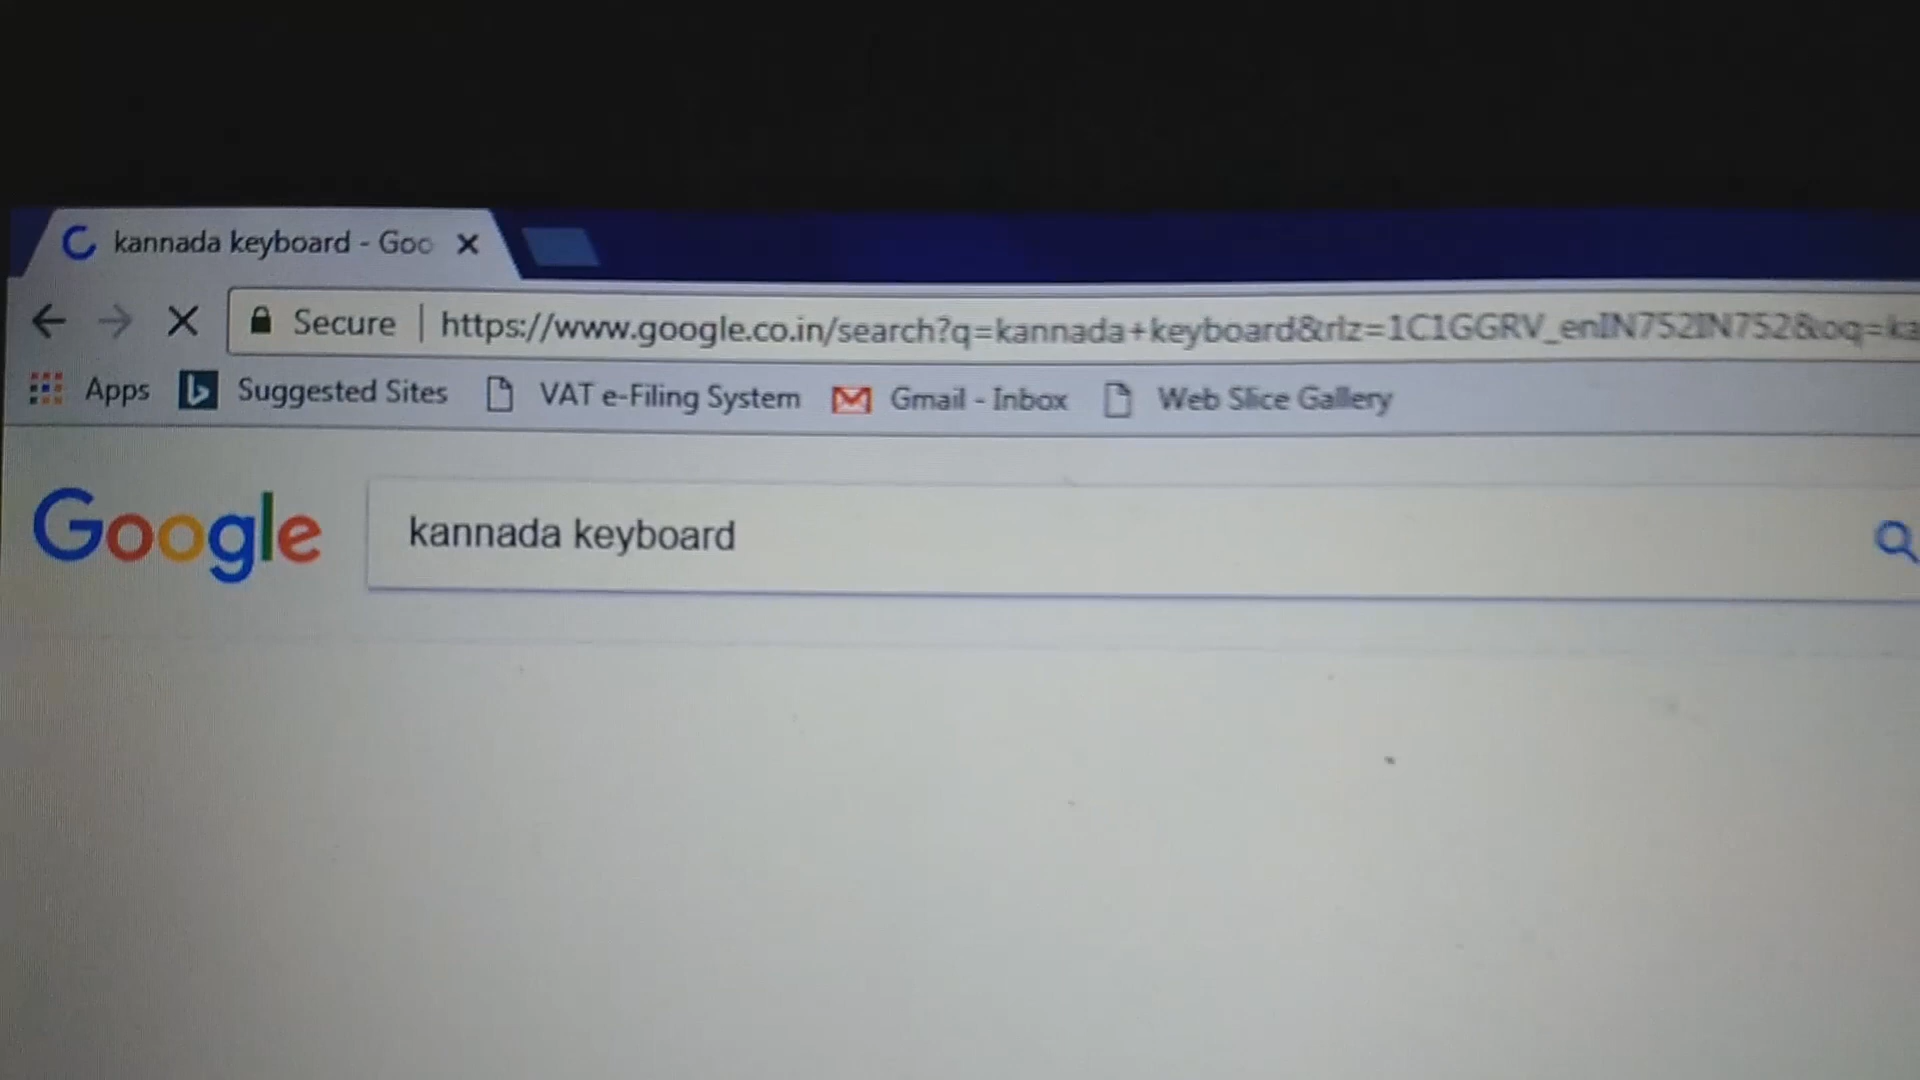 kannada keyboard - Goo
Secure | https://www.google.co.in/search?q=kannada+keyboard&rlz=1C1GGRV_enIN752IN752&oq=ka
Apps Suggested Sites VAT e-Filing System Gmail - Inbox Web Slice Gallery
Google kannada keyboard